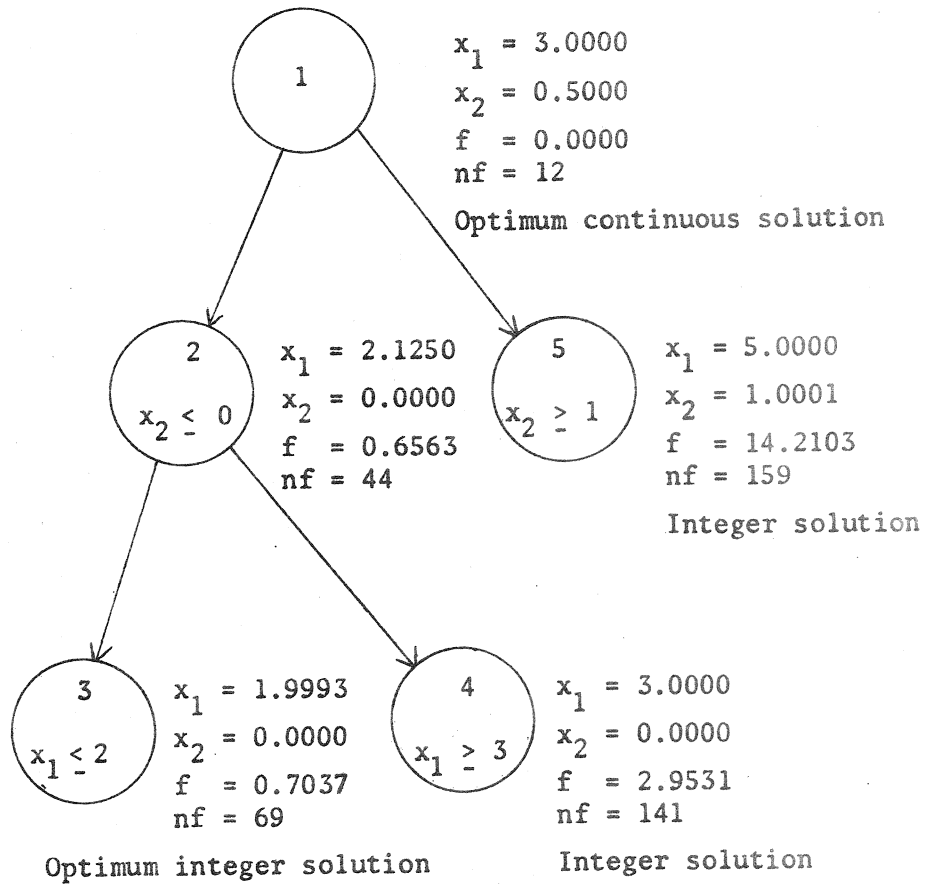 1
x1 = 3.0000
x2 = 0.5000
f = 0.0000
nf = 12
Optimum continuous solution
2
x2 ≤ 0
x1 = 2.1250
x2 = 0.0000
f = 0.6563
nf = 44
5
x2 ≥ 1
x1 = 5.0000
x2 = 1.0001
f = 14.2103
nf = 159
Integer solution
3
x1 ≤ 2
x1 = 1.9993
x2 = 0.0000
f = 0.7037
nf = 69
Optimum integer solution
4
x1 ≥ 3
x1 = 3.0000
x2 = 0.0000
f = 2.9531
nf = 141
Integer solution